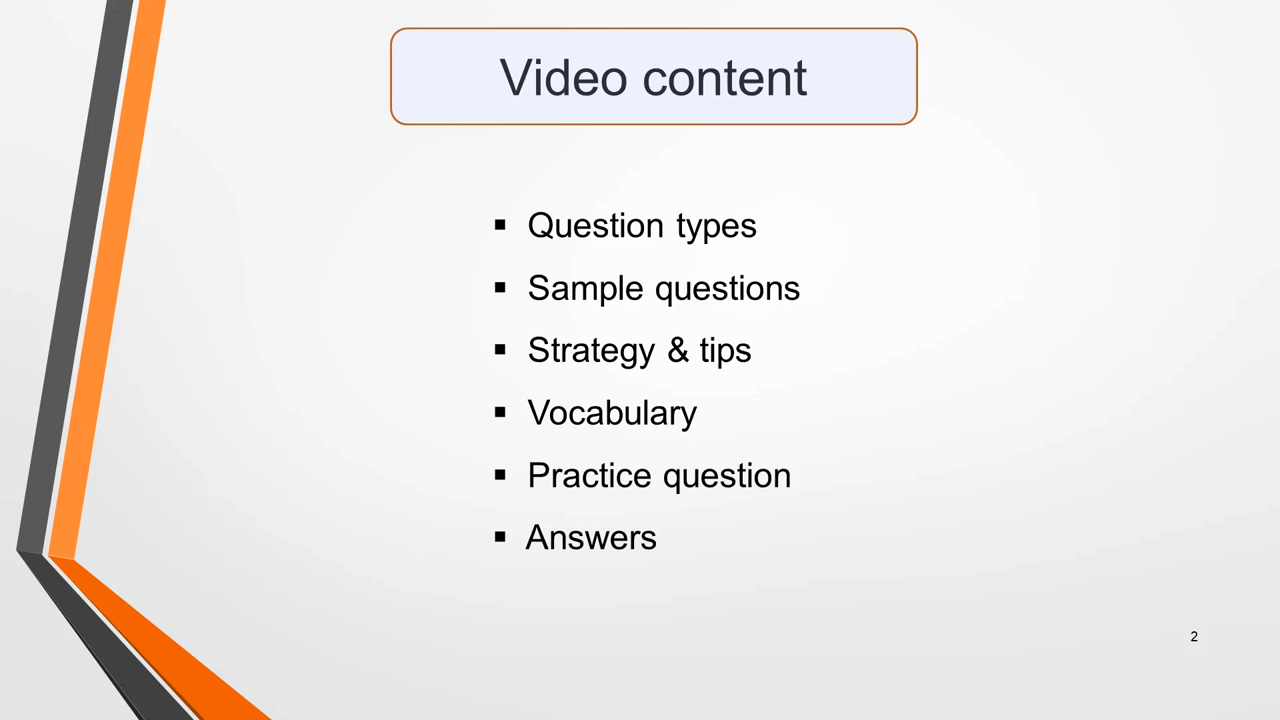 Video content
▪ Question types
▪ Sample questions
▪ Strategy & tips
▪ Vocabulary
▪ Practice question
▪ Answers
2